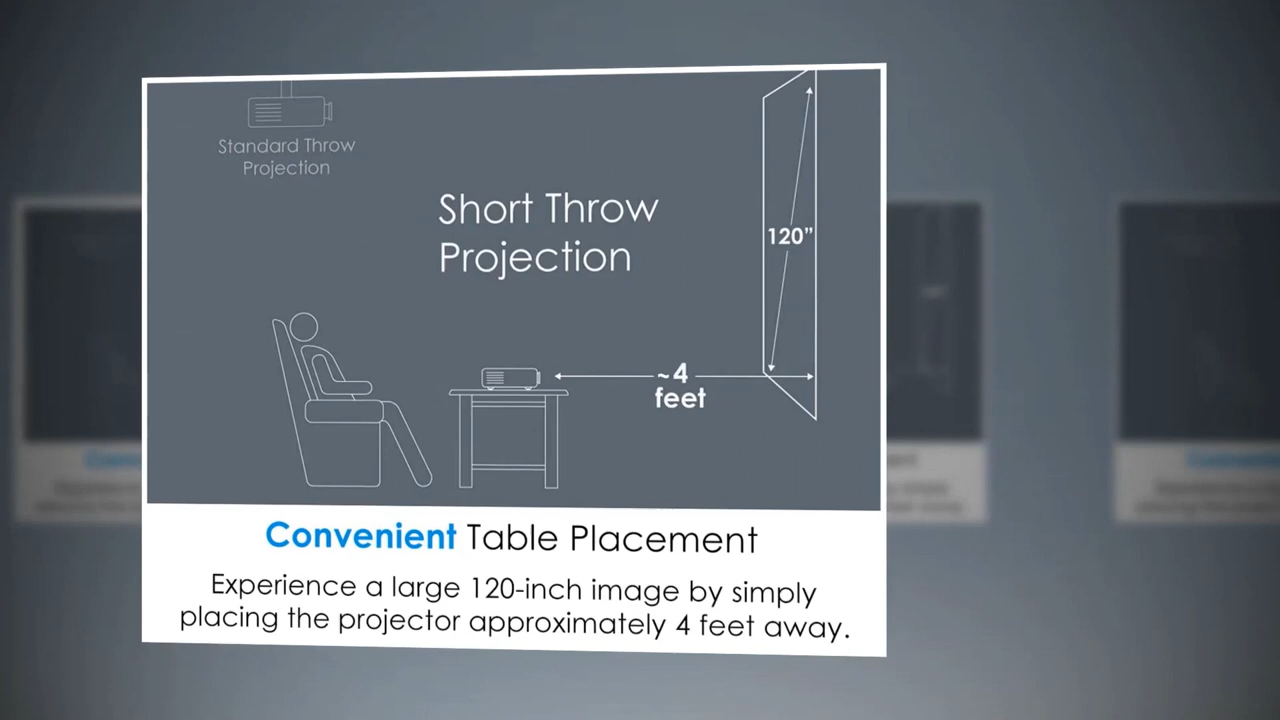 Standard Throw
Projection
Short Throw
Projection
120”
~4
feet
Convenient Table Placement
Experience a large 120-inch image by simply
placing the projector approximately 4 feet away.